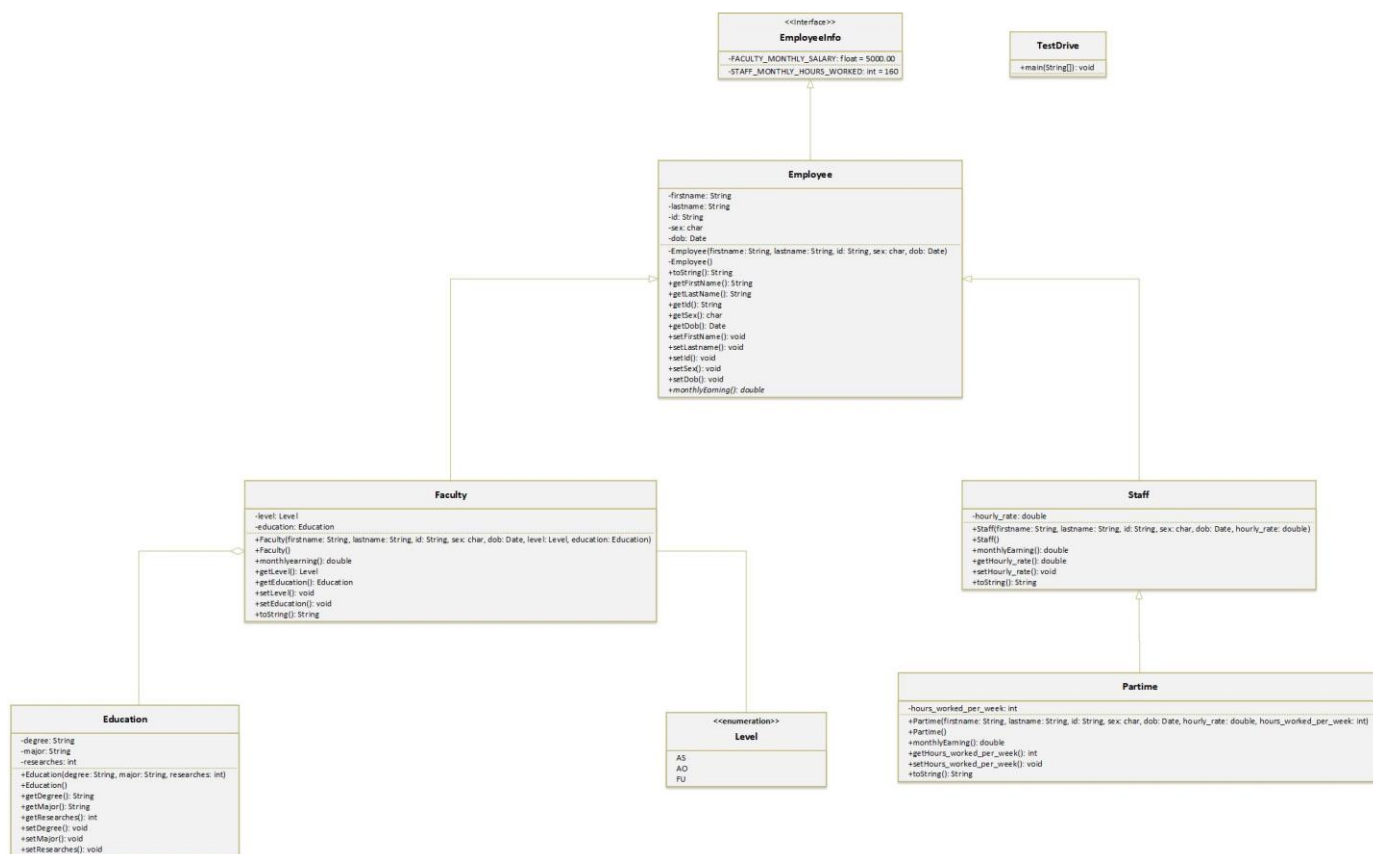 <<Interface>>
EmployeeInfo
-FACULTY_MONTHLY_SALARY: float = 5000.00
-STAFF_MONTHLY_HOURS_WORKED: int = 160
TestDrive
+main(String[]): void
Employee
-firstname: String
-lastname: String
-id: String
-sex: char
-dob: Date
-Employee(firstname: String, lastname: String, id: String, sex: char, dob: Date)
-Employee()
+toString(): String
+getFirstName(): String
+getLastName(): String
+getId(): String
+getSex(): char
+getDob(): Date
+setFirstName(): void
+setLastname(): void
+setId(): void
+setSex(): void
+setDob(): void
+monthlyEarning(): double
Faculty
-level: Level
-education: Education
+Faculty(firstname: String, lastname: String, id: String, sex: char, dob: Date, level: Level, education: Education)
+Faculty()
+monthlyearning(): double
+getLevel(): Level
+getEducation(): Education
+setLevel(): void
+setEducation(): void
+toString(): String
Staff
-hourly_rate: double
+Staff(firstname: String, lastname: String, id: String, sex: char, dob: Date, hourly_rate: double)
+Staff()
+monthlyEarning(): double
+getHourly_rate(): double
+setHourly_rate(): void
+toString(): String
Education
-degree: String
-major: String
-researches: int
+Education(degree: String, major: String, researches: int)
+Education()
+getDegree(): String
+getMajor(): String
+getResearches(): int
+setDegree(): void
+setMajor(): void
+setResearches(): void
<<enumeration>>
Level
AS
AO
FU
Partime
-hours_worked_per_week: int
+Partime(firstname: String, lastname: String, id: String, sex: char, dob: Date, hourly_rate: double, hours_worked_per_week: int)
+Partime()
+monthlyEarning(): double
+getHours_worked_per_week(): int
+setHours_worked_per_week(): void
+toString(): String